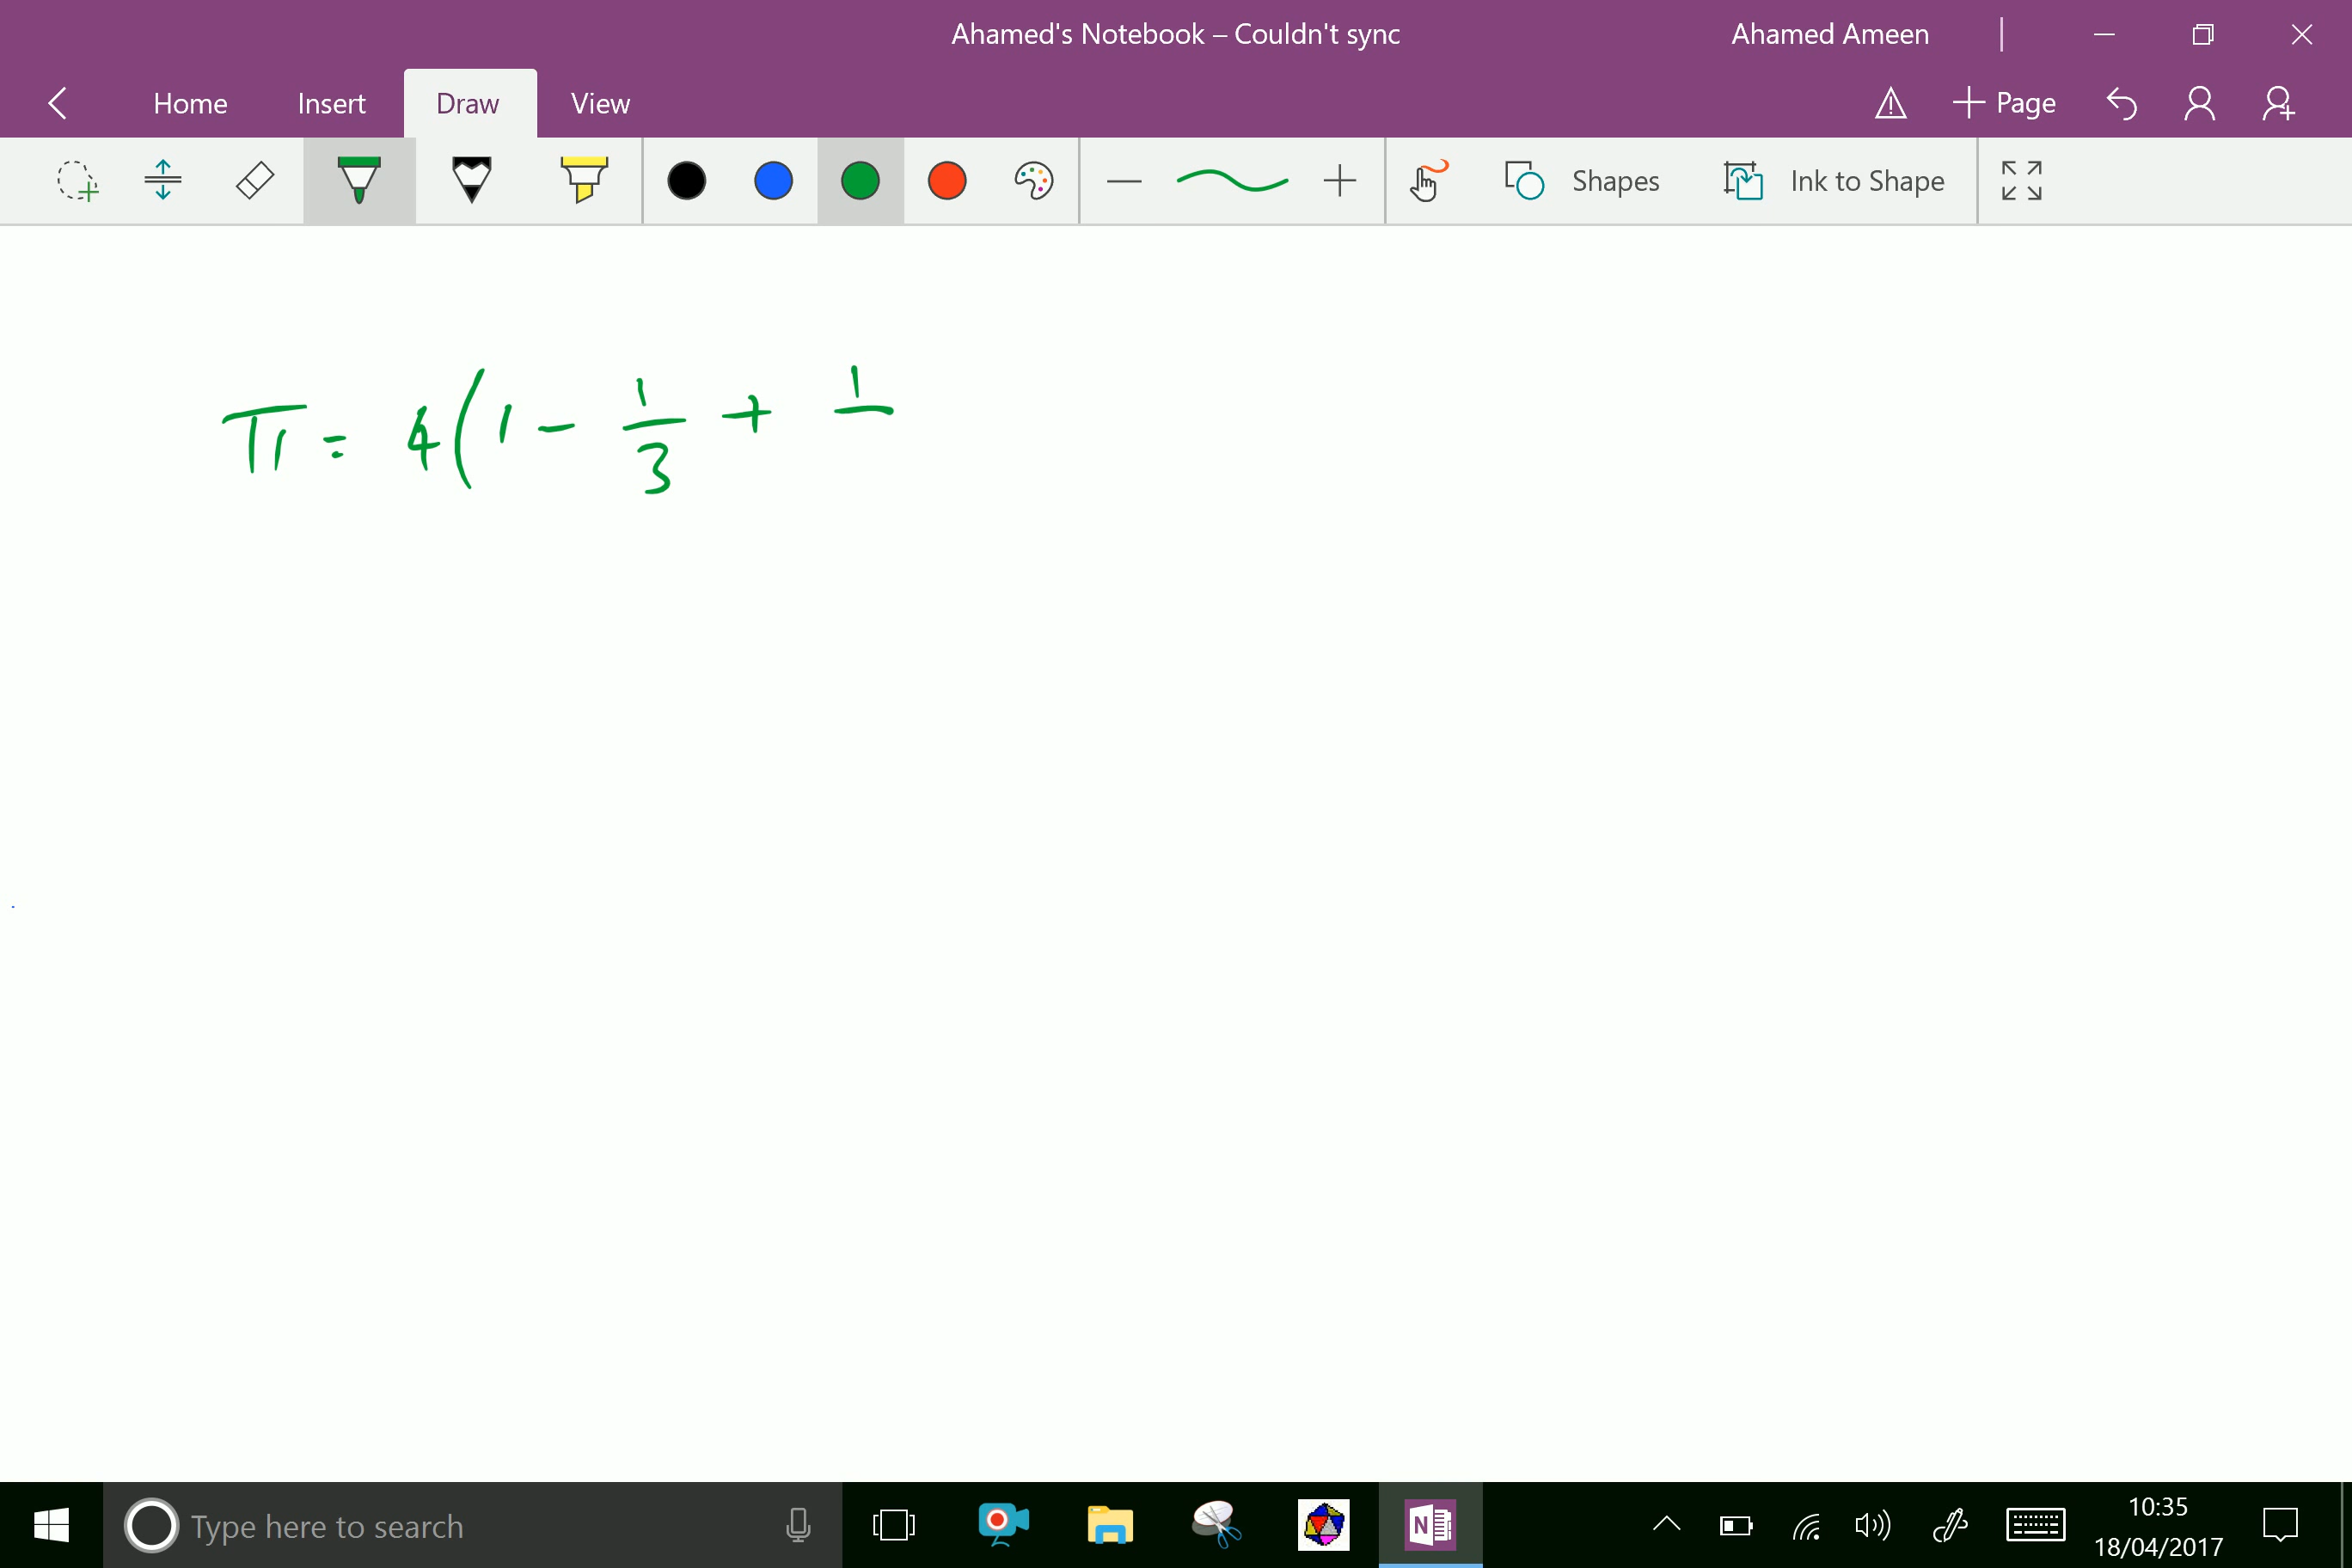 Ahamed's Notebook – Couldn't sync Ahamed Ameen
Home Insert Draw View Page
Shapes Ink to Shape
π = 4(1 - 1/3 + 1/
Type here to search
N
10:35
18/04/2017